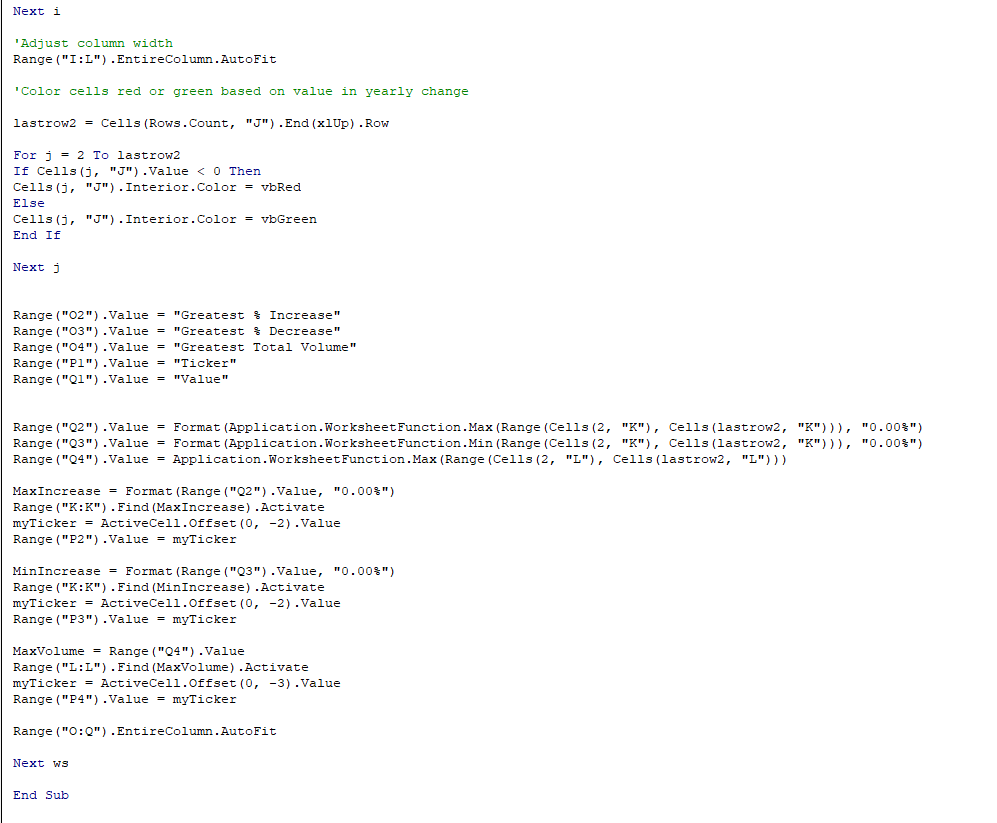 Next i
'Adjust column width
Range("I:L").EntireColumn.AutoFit
'Color cells red or green based on value in yearly change
lastrow2 = Cells(Rows.Count, "J").End(xlUp).Row
For j = 2 To lastrow2
If Cells(j, "J").Value < 0 Then
Cells(j, "J").Interior.Color = vbRed
Else
Cells(j, "J").Interior.Color = vbGreen
End If
Next j
Range("O2").Value = "Greatest % Increase"
Range("O3").Value = "Greatest % Decrease"
Range("O4").Value = "Greatest Total Volume"
Range("P1").Value = "Ticker"
Range("Q1").Value = "Value"
Range("Q2").Value = Format(Application.WorksheetFunction.Max(Range(Cells(2, "K"), Cells(lastrow2, "K"))), "0.00%")
Range("Q3").Value = Format(Application.WorksheetFunction.Min(Range(Cells(2, "K"), Cells(lastrow2, "K"))), "0.00%")
Range("Q4").Value = Application.WorksheetFunction.Max(Range(Cells(2, "L"), Cells(lastrow2, "L")))
MaxIncrease = Format(Range("Q2").Value, "0.00%")
Range("K:K").Find(MaxIncrease).Activate
myTicker = ActiveCell.Offset(0, -2).Value
Range("P2").Value = myTicker
MinIncrease = Format(Range("Q3").Value, "0.00%")
Range("K:K").Find(MinIncrease).Activate
myTicker = ActiveCell.Offset(0, -2).Value
Range("P3").Value = myTicker
MaxVolume = Range("Q4").Value
Range("L:L").Find(MaxVolume).Activate
myTicker = ActiveCell.Offset(0, -3).Value
Range("P4").Value = myTicker
Range("O:Q").EntireColumn.AutoFit
Next ws
End Sub